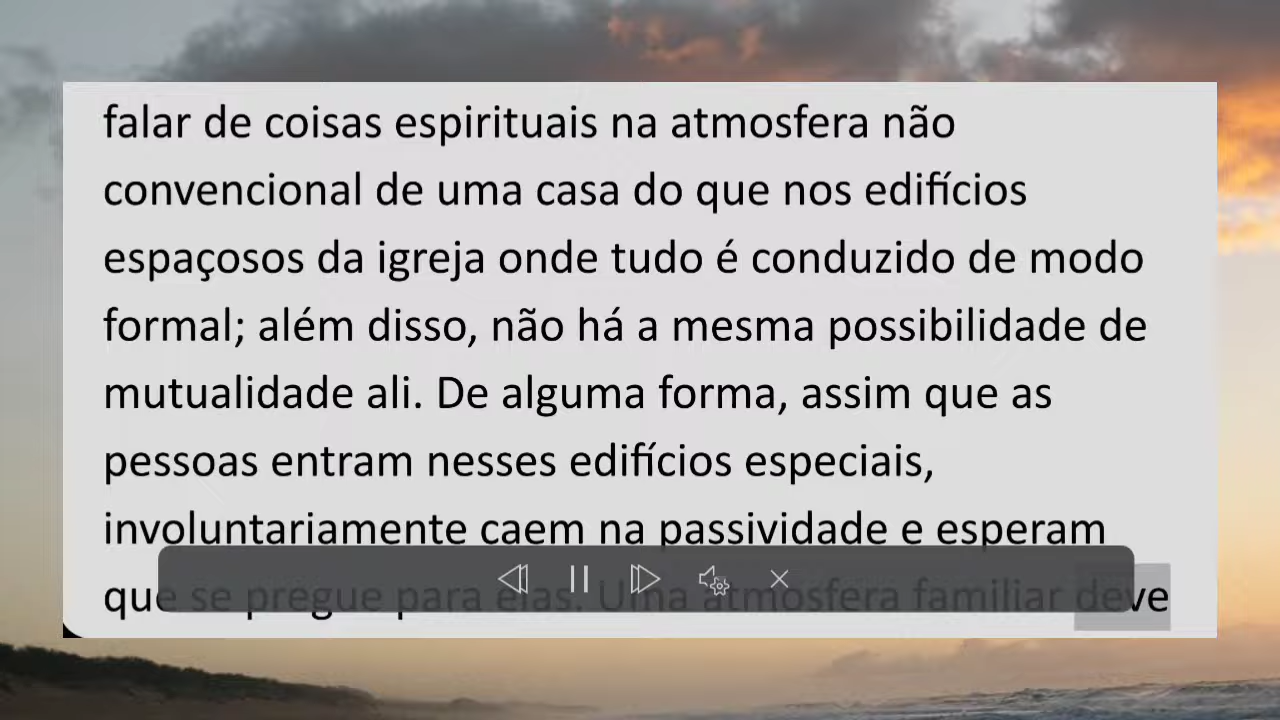 falar de coisas espirituais na atmosfera não
convencional de uma casa do que nos edifícios
espaçosos da igreja onde tudo é conduzido de modo
formal; além disso, não há a mesma possibilidade de
mutualidade ali. De alguma forma, assim que as
pessoas entram nesses edifícios especiais,
involuntariamente caem na passividade e esperam
que se pregue para elas. Uma atmosfera familiar deve